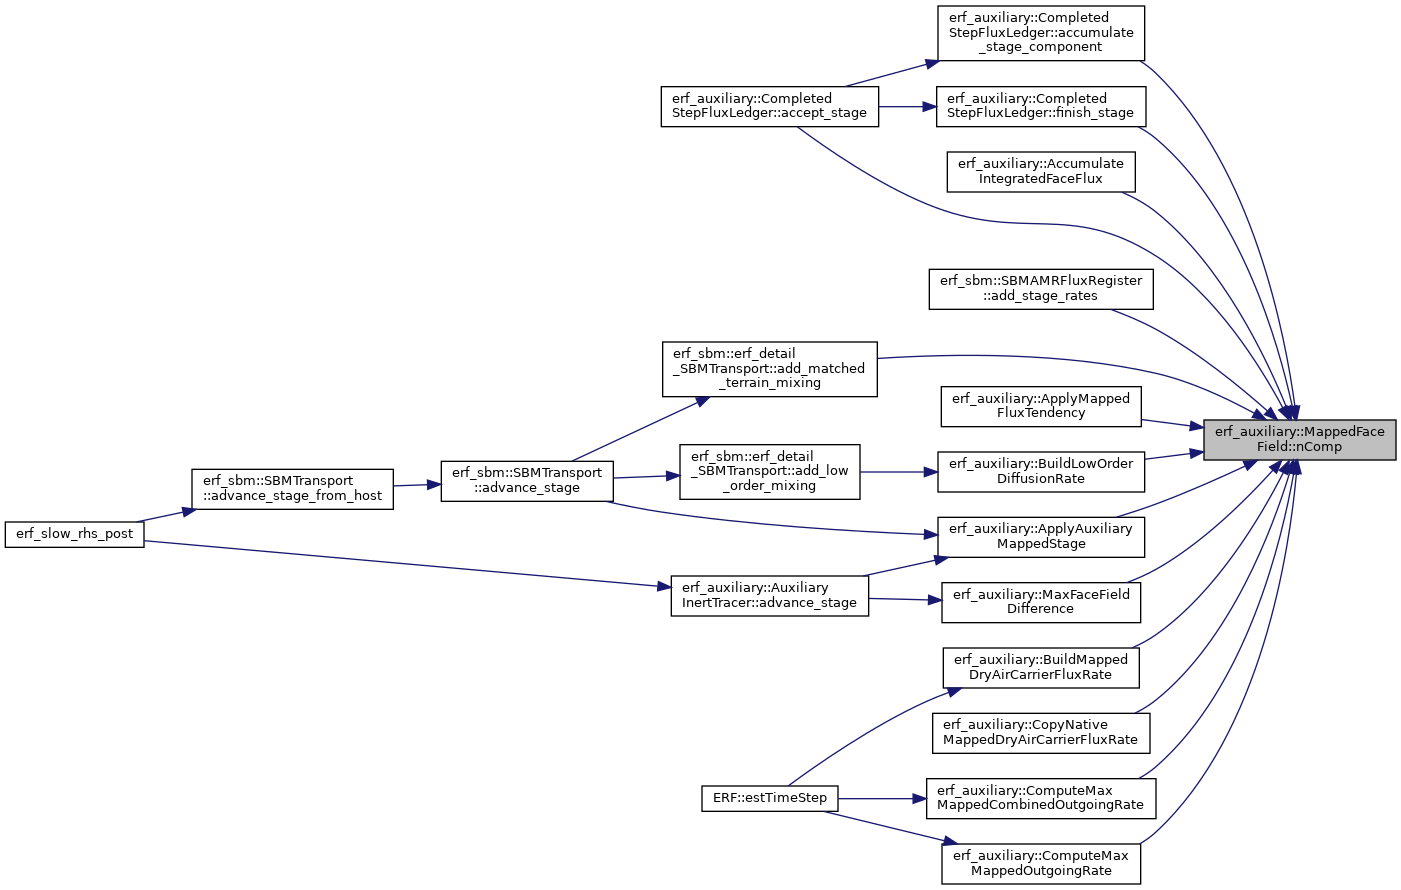 erf_auxiliary::Completed
StepFluxLedger::accumulate
_stage_component
erf_auxiliary::Completed
StepFluxLedger::accept_stage
erf_auxiliary::Completed
StepFluxLedger::finish_stage
erf_auxiliary::Accumulate
IntegratedFaceFlux
erf_sbm::SBMAMRFluxRegister
::add_stage_rates
erf_sbm::erf_detail
_SBMTransport::add_matched
_terrain_mixing
erf_auxiliary::ApplyMapped
FluxTendency
erf_auxiliary::MappedFace
Field::nComp
erf_sbm::erf_detail
_SBMTransport::add_low
_order_mixing
erf_auxiliary::BuildLowOrder
DiffusionRate
erf_sbm::SBMTransport
::advance_stage
erf_sbm::SBMTransport
::advance_stage_from_host
erf_slow_rhs_post
erf_auxiliary::ApplyAuxiliary
MappedStage
erf_auxiliary::Auxiliary
InertTracer::advance_stage
erf_auxiliary::MaxFaceField
Difference
erf_auxiliary::BuildMapped
DryAirCarrierFluxRate
erf_auxiliary::CopyNative
MappedDryAirCarrierFluxRate
ERF::estTimeStep
erf_auxiliary::ComputeMax
MappedCombinedOutgoingRate
erf_auxiliary::ComputeMax
MappedOutgoingRate